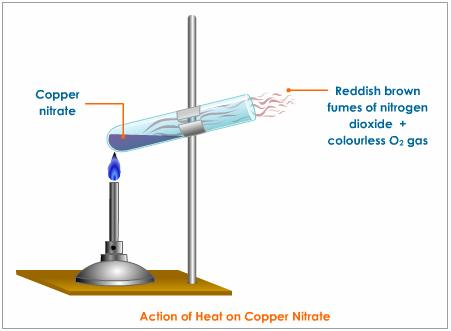 Copper
nitrate
Reddish brown
fumes of nitrogen
dioxide +
colourless O₂ gas
Action of Heat on Copper Nitrate